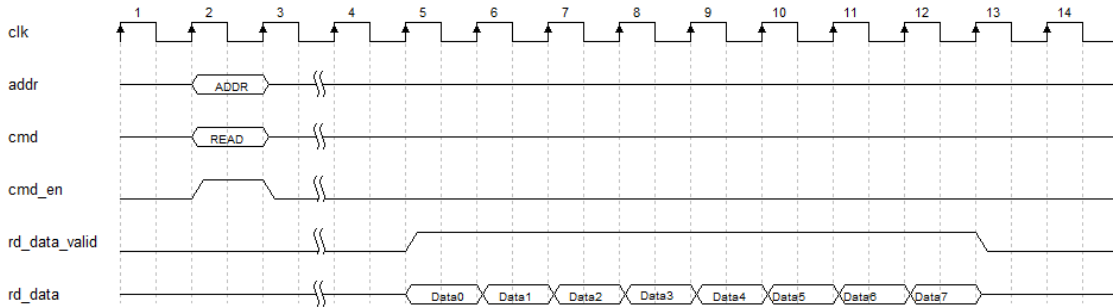 1 2 3 4 5 6 7 8 9 10 11 12 13 14
clk
addr ADDR
cmd READ
cmd_en
rd_data_valid
rd_data Data0 Data1 Data2 Data3 Data4 Data5 Data6 Data7